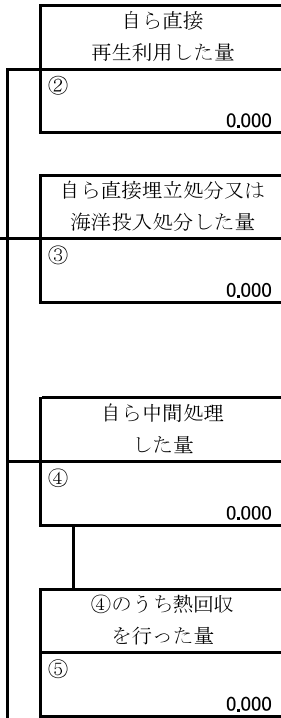 自ら直接
再生利用した量
②
0.000
自ら直接埋立処分又は
海洋投入処分した量
③
0.000
自ら中間処理
した量
④
0.000
④のうち熱回収
を行った量
⑤
0.000